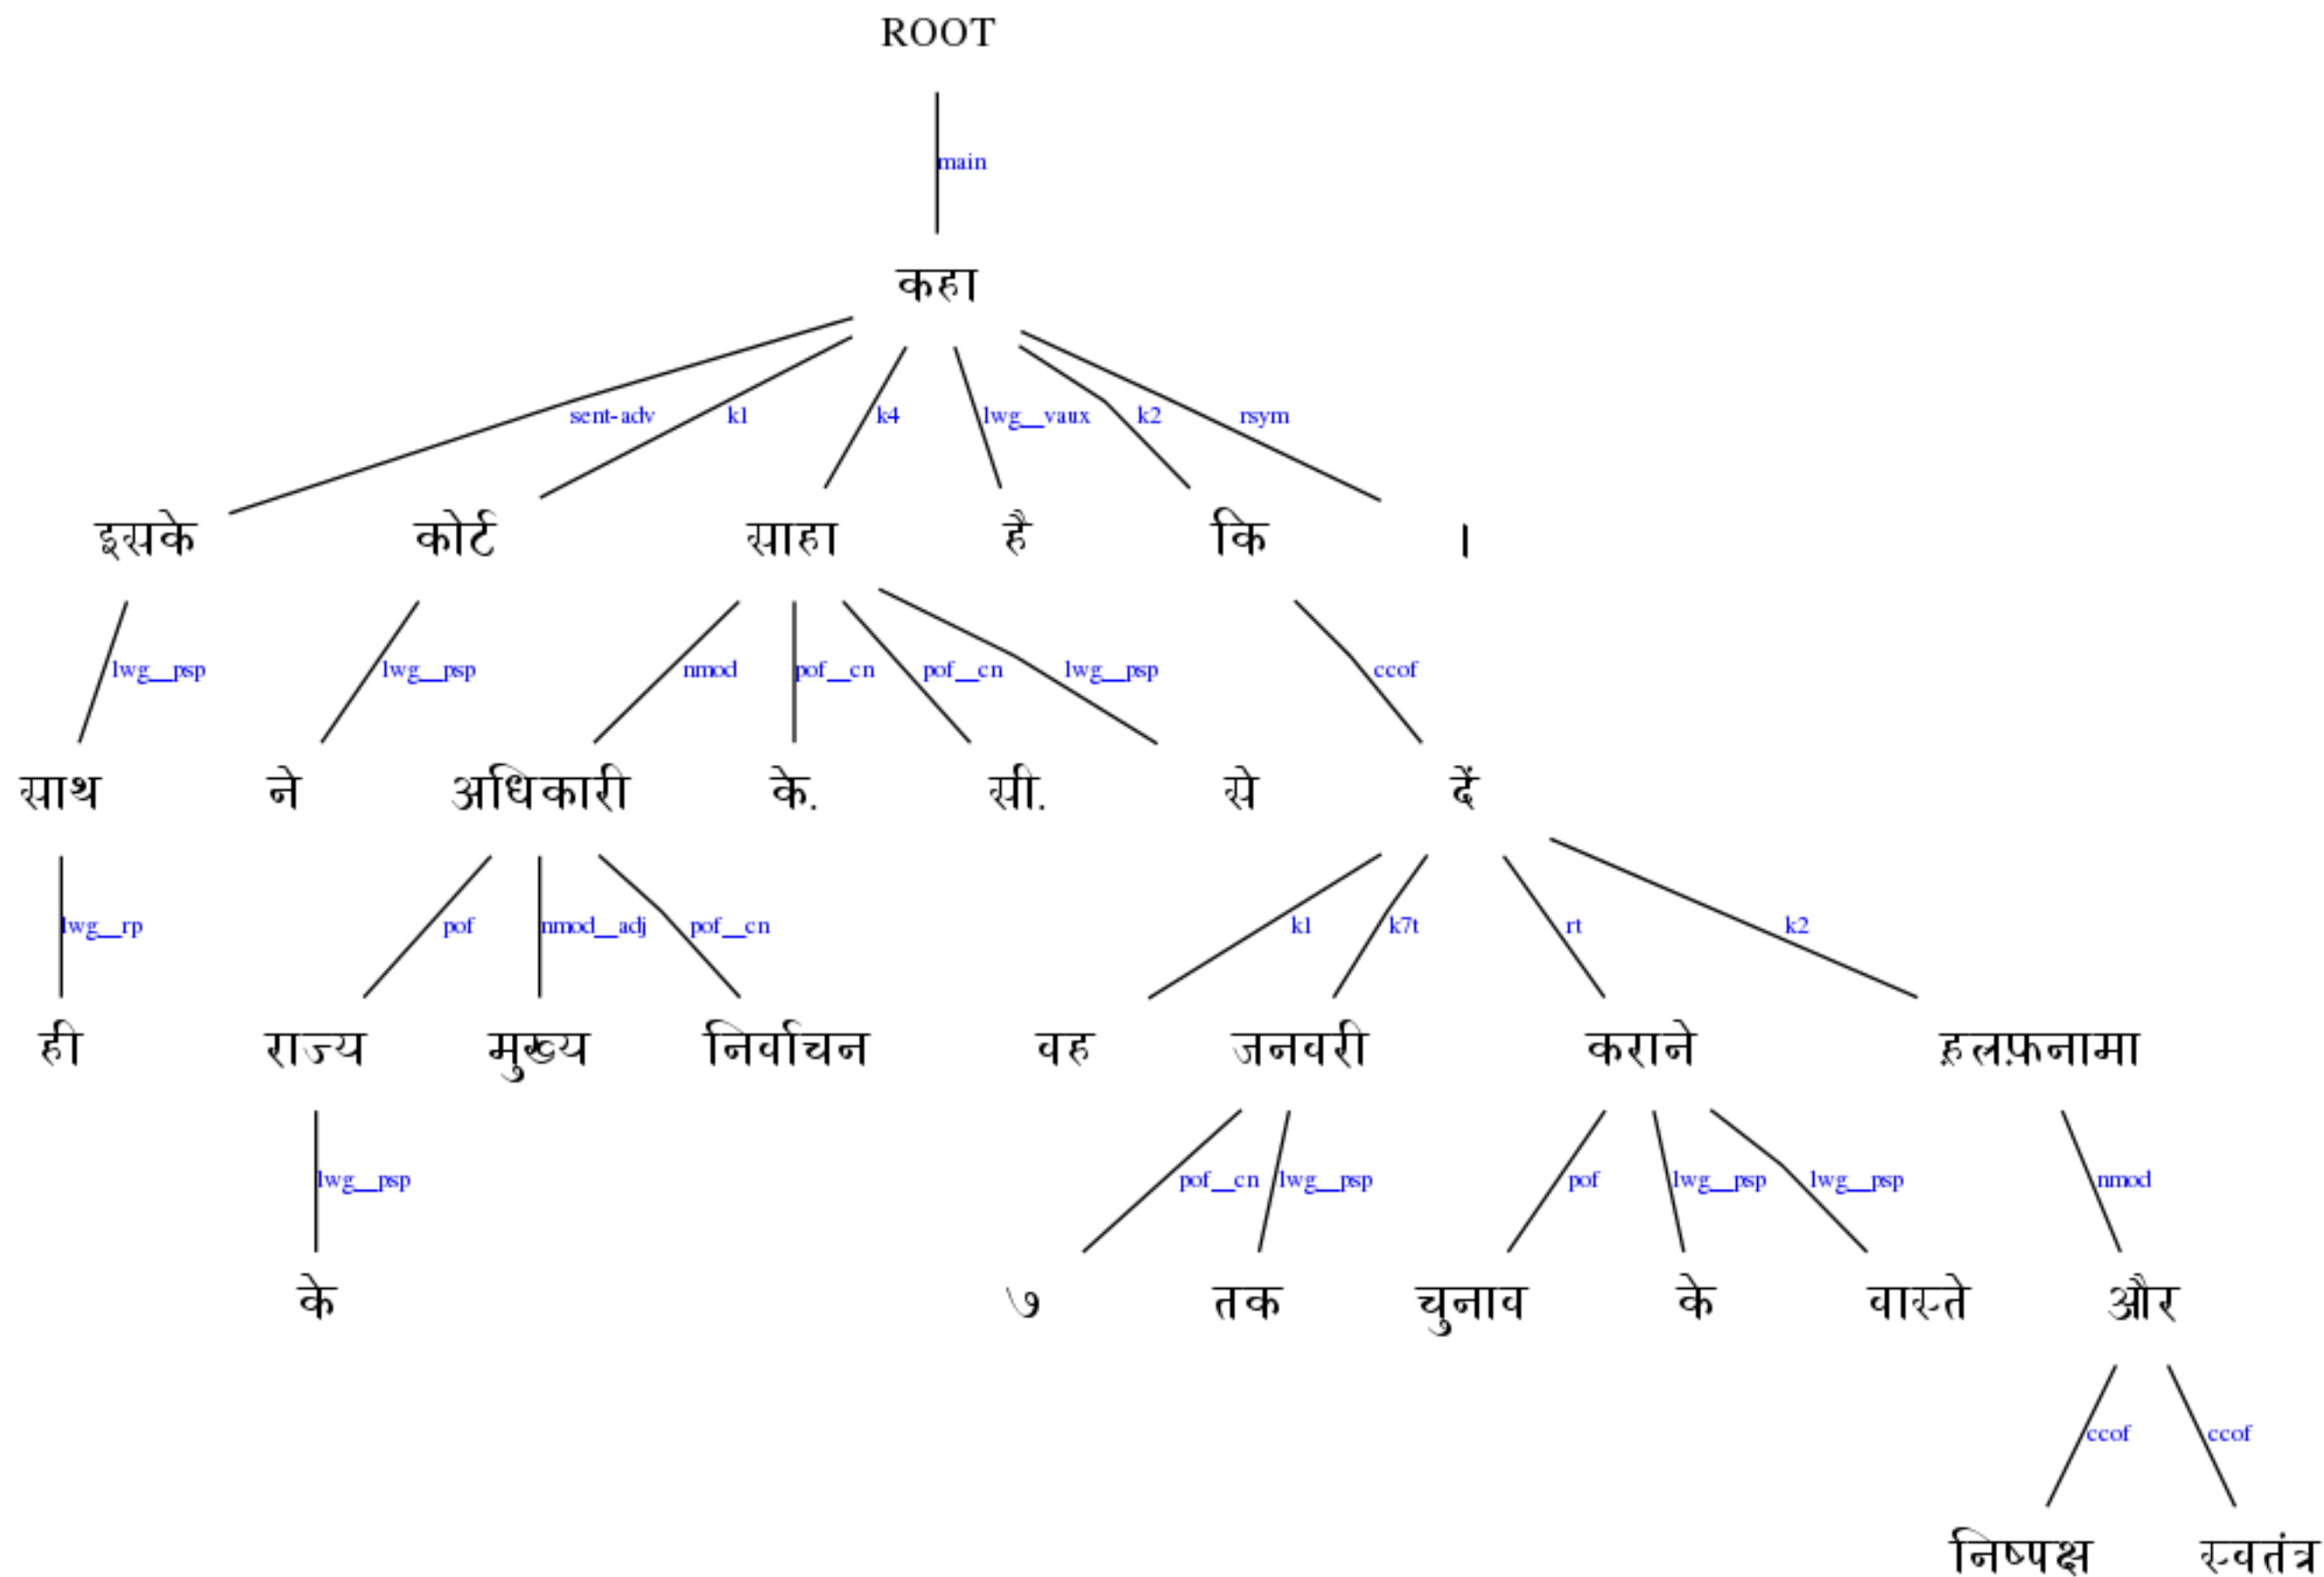 ROOT
main
कहा
sent-adv k1 k4 lwg__vaux k2 rsym
इसके कोर्ट साहा है कि ।
lwg__psp lwg__psp nmod pof__cn pof__cn lwg__psp ccof
साथ ने अधिकारी के. सी. से दें
lwg__rp pof nmod__adj pof__cn k1 k7t rt k2
ही राज्य मुख्य निर्वाचन वह जनवरी कराने ह़लफ़नामा
lwg__psp pof__cn lwg__psp pof lwg__psp lwg__psp nmod
के ७ तक चुनाव के वास्ते और
ccof ccof
निष्पक्ष स्वतंत्र